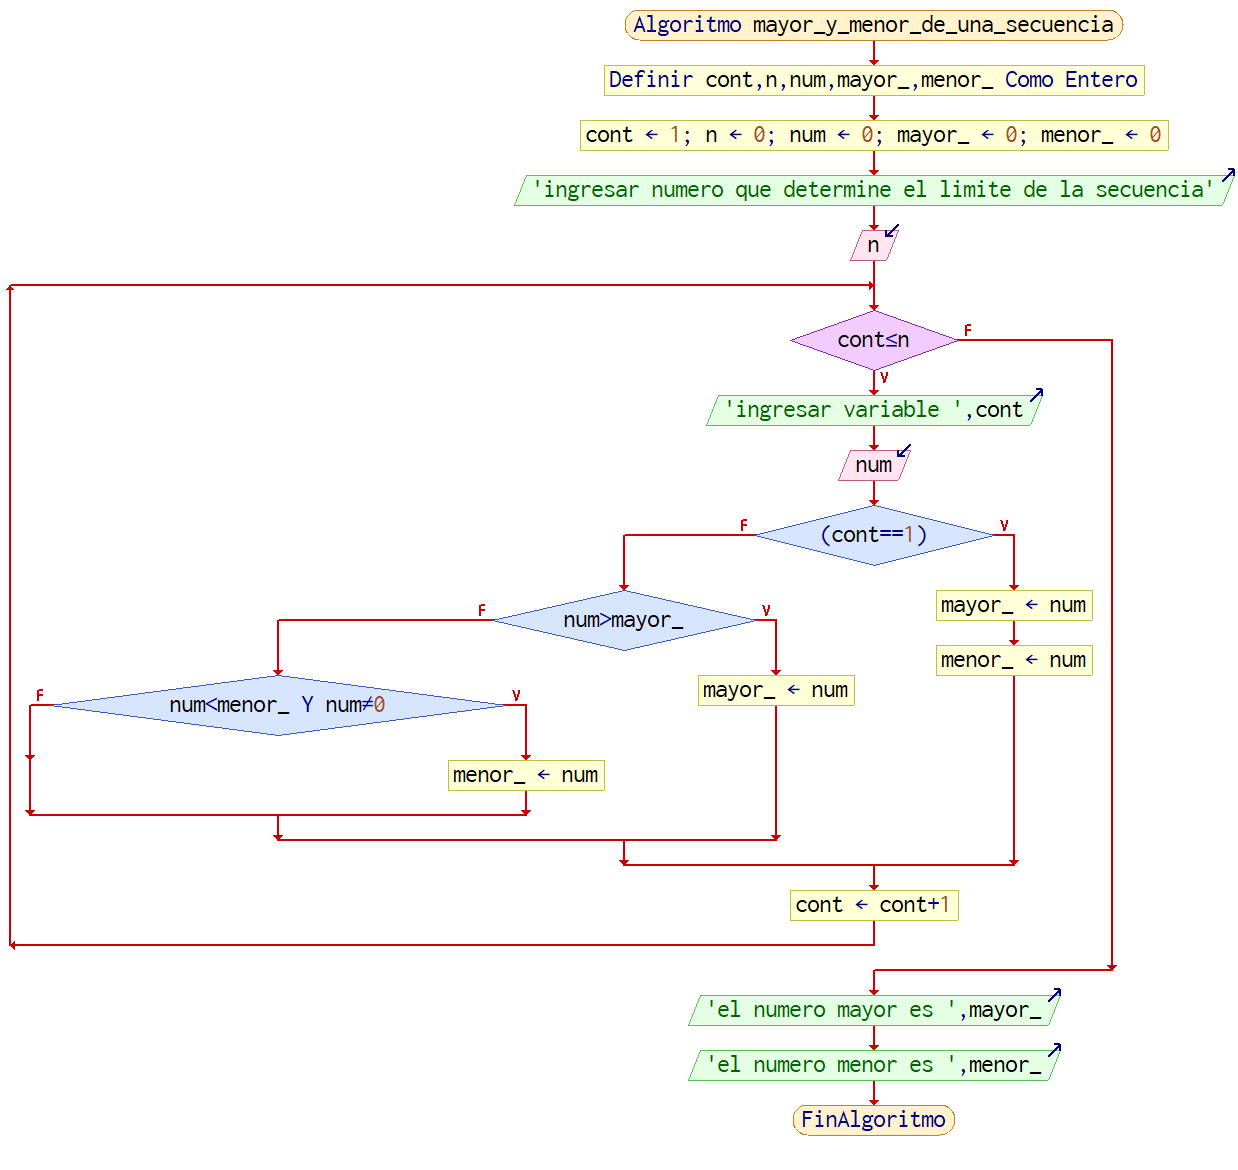 Algoritmo mayor_y_menor_de_una_secuencia
Definir cont,n,num,mayor_,menor_ Como Entero
cont ← 1; n ← 0; num ← 0; mayor_ ← 0; menor_ ← 0
'ingresar numero que determine el limite de la secuencia'
n
cont≤n
F
V
'ingresar variable ',cont
num
(cont==1)
F
V
mayor_ ← num
menor_ ← num
num>mayor_
F
V
mayor_ ← num
num<menor_ Y num≠0
F
V
menor_ ← num
cont ← cont+1
'el numero mayor es ',mayor_
'el numero menor es ',menor_
FinAlgoritmo